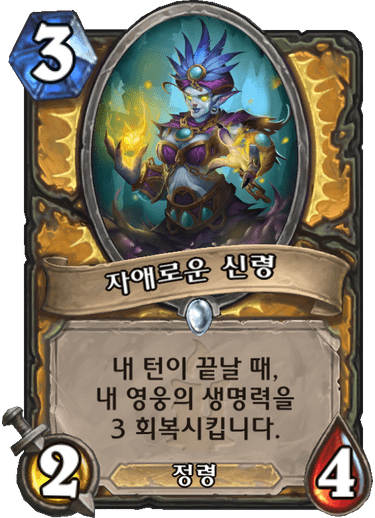 3
자애로운 신령
내 턴이 끝날 때,
내 영웅의 생명력을
3 회복시킵니다.
2
정령
4